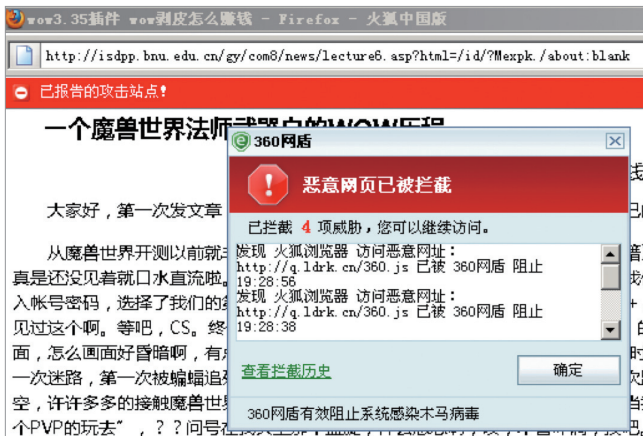 wow3.35插件 wow剥皮怎么赚钱 - Firefox - 火狐中国版
http://isdpp.bnu.edu.cn/gy/com8/news/lecture6.asp?html=/id/?Mexpk./about:blank
已报告的攻击站点!
一个魔兽世界法师武器自的WOW历程
360网盾
恶意网页已被拦截
大家好，第一次发文章
已拦截 4 项威胁，您可以继续访问。
从魔兽世界开测以前就
发现 火狐浏览器 访问恶意网址：
真是还没见着就口水直流啦。
http://q.ldrk.cn/360.js 已被 360网盾 阻止
19:28:56
入帐号密码，选择了我们的
发现 火狐浏览器 访问恶意网址：
http://q.ldrk.cn/360.js 已被 360网盾 阻止
见过这个啊。等吧，CS。终
19:28:38
面，怎么画面好昏暗啊，有
一次迷路，第一次被蝙蝠追
查看拦截历史
确定
空，许许多多的接触魔兽世
360网盾有效阻止系统感染木马病毒
个PVP的玩去”，？？问号